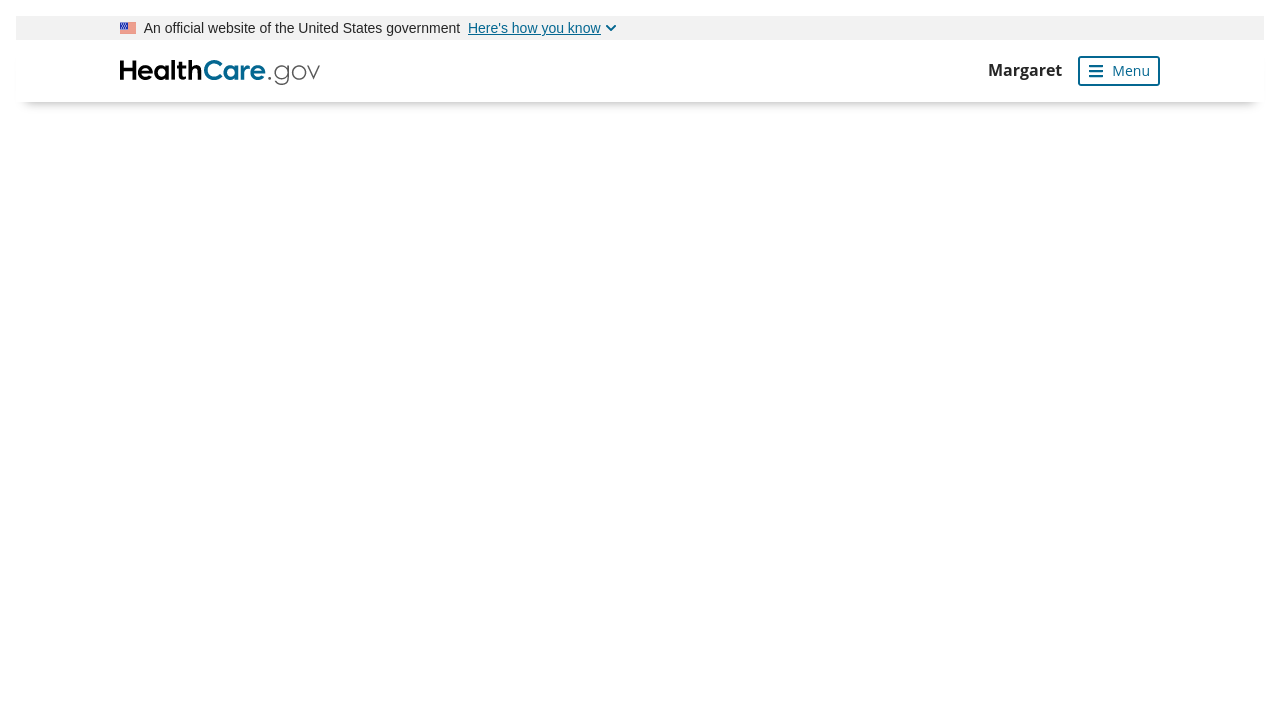 An official website of the United States government Here's how you know
HealthCare.gov
Margaret
Menu